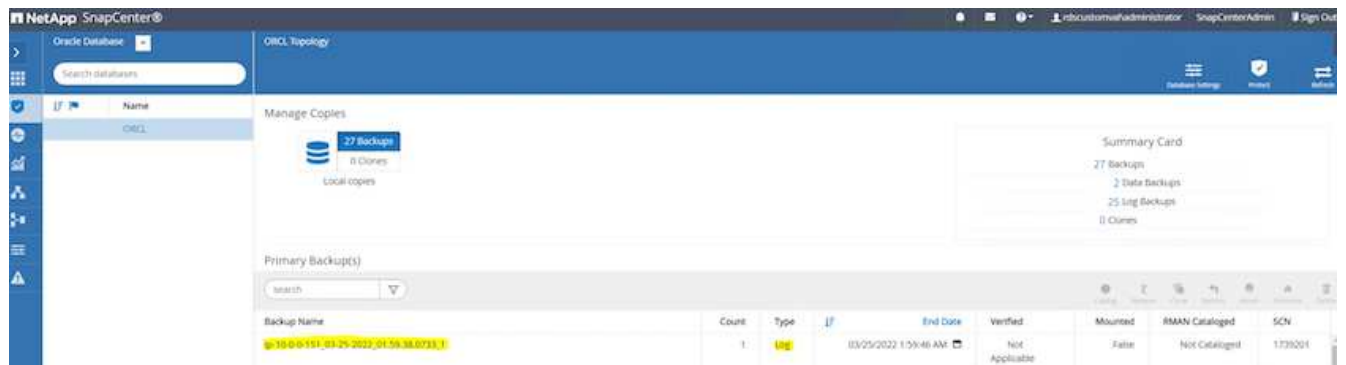 NetApp SnapCenter®
rdscustomval\administrator SnapCenterAdmin Sign Out
Oracle Database
ORCL Topology
Search databases
Database Settings Protect Refresh
Name
ORCL
Manage Copies
27 Backups
0 Clones
Local copies
Summary Card
27 Backups
2 Data Backups
25 Log Backups
0 Clones
Primary Backup(s)
search
Backup Name Count Type End Date Verified Mounted RMAN Cataloged SCN
ip-10-0-0-151_03-25-2022_01.59.38.0733_1 1 Log 03/25/2022 1:59:46 AM Not Applicable False Not Cataloged 1739201